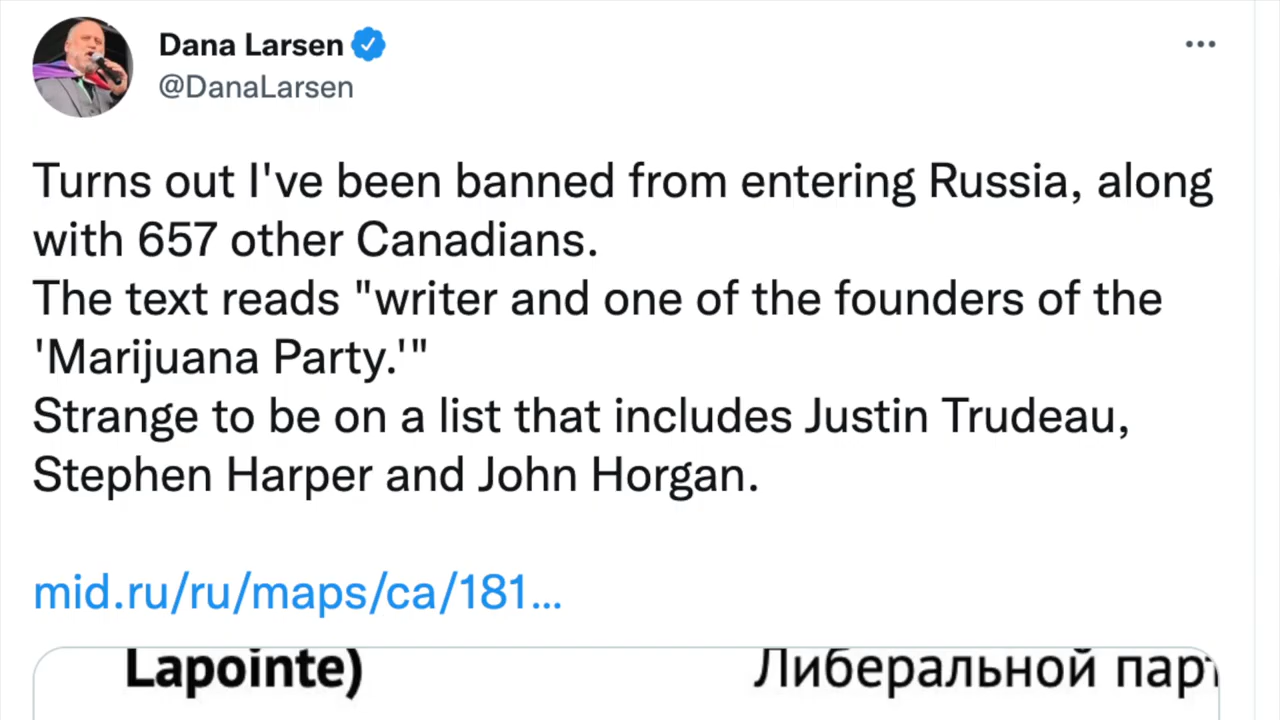 Dana Larsen
@DanaLarsen
Turns out I've been banned from entering Russia, along
with 657 other Canadians.
The text reads "writer and one of the founders of the
'Marijuana Party.'"
Strange to be on a list that includes Justin Trudeau,
Stephen Harper and John Horgan.
mid.ru/ru/maps/ca/181...
Lapointe) Либеральной